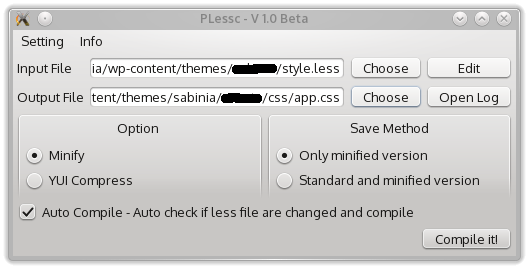 PLessc - V 1.0 Beta
Setting Info
Input File ia/wp-content/themes/ /style.less Choose Edit
Output File tent/themes/sabinia/ /css/app.css Choose Open Log
Option Save Method
Minify Only minified version
YUI Compress Standard and minified version
Auto Compile - Auto check if less file are changed and compile
Compile it!